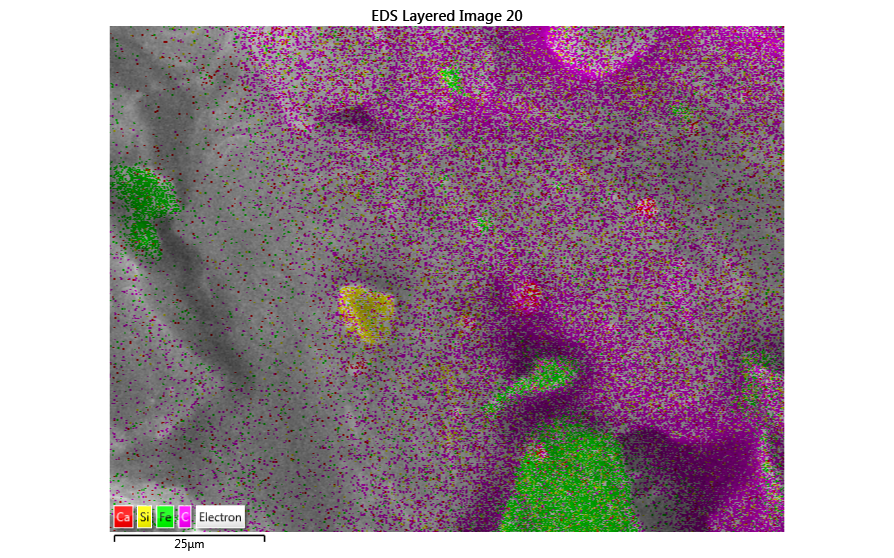 EDS Layered Image 20
Ca Si Fe C Electron
25µm